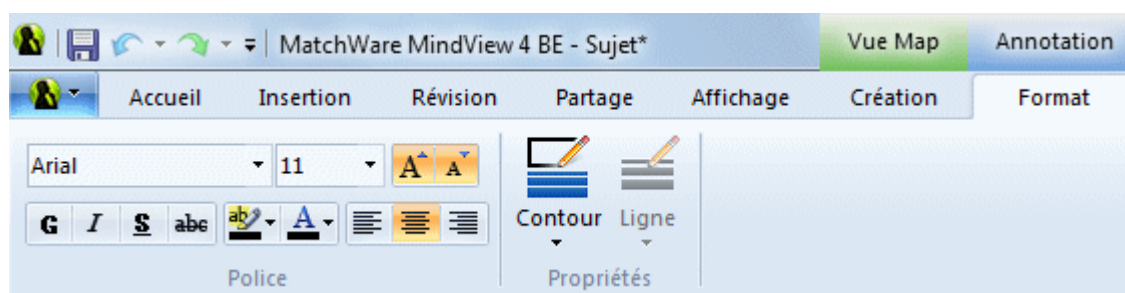 MatchWare MindView 4 BE - Sujet* Vue Map Annotation
Accueil Insertion Révision Partage Affichage Création Format
Arial 11 A A
G I S abc ab A Contour Ligne
Police Propriétés